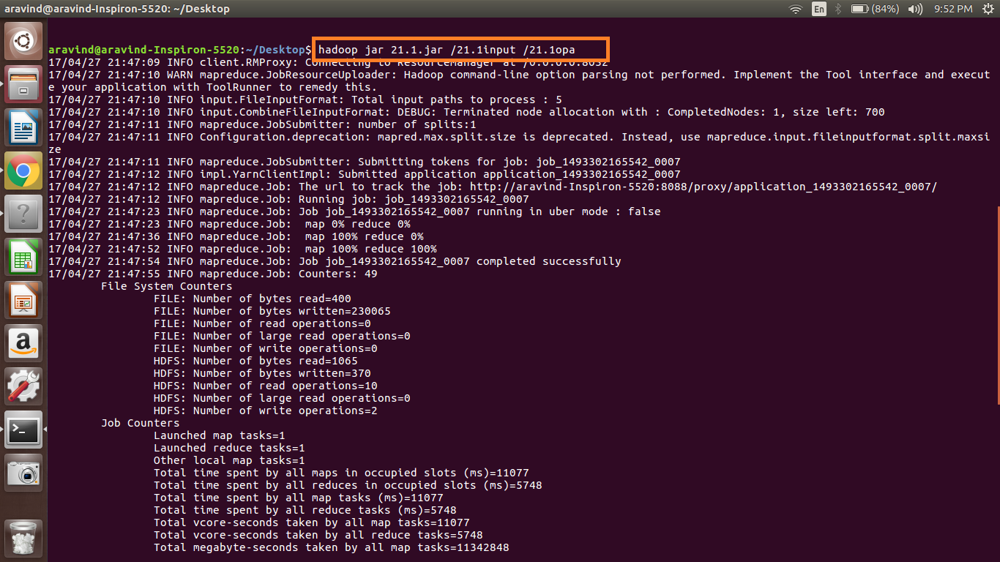 aravind@aravind-Inspiron-5520: ~/Desktop
En
(84%)
9:52 PM
aravind@aravind-Inspiron-5520:~/Desktop$ hadoop jar 21.1.jar /21.1input /21.1opa
17/04/27 21:47:09 INFO client.RMProxy: Connecting to ResourceManager at /0.0.0.0:8032
17/04/27 21:47:10 WARN mapreduce.JobResourceUploader: Hadoop command-line option parsing not performed. Implement the Tool interface and execut
e your application with ToolRunner to remedy this.
17/04/27 21:47:10 INFO input.FileInputFormat: Total input paths to process : 5
17/04/27 21:47:10 INFO input.CombineFileInputFormat: DEBUG: Terminated node allocation with : CompletedNodes: 1, size left: 700
17/04/27 21:47:11 INFO mapreduce.JobSubmitter: number of splits:1
17/04/27 21:47:11 INFO Configuration.deprecation: mapred.max.split.size is deprecated. Instead, use mapreduce.input.fileinputformat.split.maxsi
ze
17/04/27 21:47:11 INFO mapreduce.JobSubmitter: Submitting tokens for job: job_1493302165542_0007
17/04/27 21:47:12 INFO impl.YarnClientImpl: Submitted application application_1493302165542_0007
17/04/27 21:47:12 INFO mapreduce.Job: The url to track the job: http://aravind-Inspiron-5520:8088/proxy/application_1493302165542_0007/
17/04/27 21:47:12 INFO mapreduce.Job: Running job: job_1493302165542_0007
17/04/27 21:47:23 INFO mapreduce.Job: Job job_1493302165542_0007 running in uber mode : false
17/04/27 21:47:23 INFO mapreduce.Job:  map 0% reduce 0%
17/04/27 21:47:36 INFO mapreduce.Job:  map 100% reduce 0%
17/04/27 21:47:52 INFO mapreduce.Job:  map 100% reduce 100%
17/04/27 21:47:54 INFO mapreduce.Job: Job job_1493302165542_0007 completed successfully
17/04/27 21:47:55 INFO mapreduce.Job: Counters: 49
File System Counters
FILE: Number of bytes read=400
FILE: Number of bytes written=230065
FILE: Number of read operations=0
FILE: Number of large read operations=0
FILE: Number of write operations=0
HDFS: Number of bytes read=1065
HDFS: Number of bytes written=370
HDFS: Number of read operations=10
HDFS: Number of large read operations=0
HDFS: Number of write operations=2
Job Counters
Launched map tasks=1
Launched reduce tasks=1
Other local map tasks=1
Total time spent by all maps in occupied slots (ms)=11077
Total time spent by all reduces in occupied slots (ms)=5748
Total time spent by all map tasks (ms)=11077
Total time spent by all reduce tasks (ms)=5748
Total vcore-seconds taken by all map tasks=11077
Total vcore-seconds taken by all reduce tasks=5748
Total megabyte-seconds taken by all map tasks=11342848